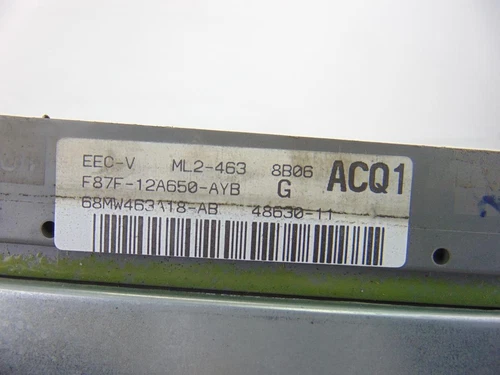 EEC-V ML2-463 8B06 ACQ1
F87F-12A650-AYB G
68MW463A18-AB 48630-11